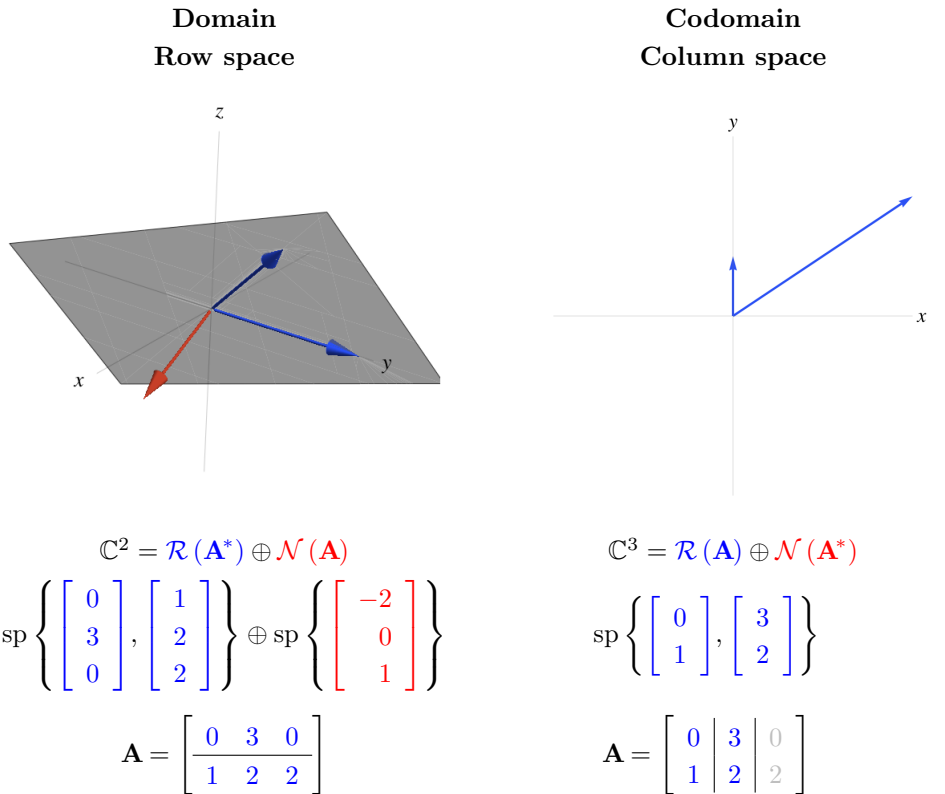 Domain
Row space
z
x
y
ℂ² = 𝓡 (𝐀*) ⊕ 𝓝 (𝐀)
sp { [ 0 3 0 ], [ 1 2 2 ] } ⊕ sp { [ −2 0 1 ] }
𝐀 = [ 0 3 0
1 2 2 ]
Codomain
Column space
y
x
ℂ³ = 𝓡 (𝐀) ⊕ 𝓝 (𝐀*)
sp { [ 0 1 ], [ 3 2 ] }
𝐀 = [ 0 | 3 | 0
1 | 2 | 2 ]